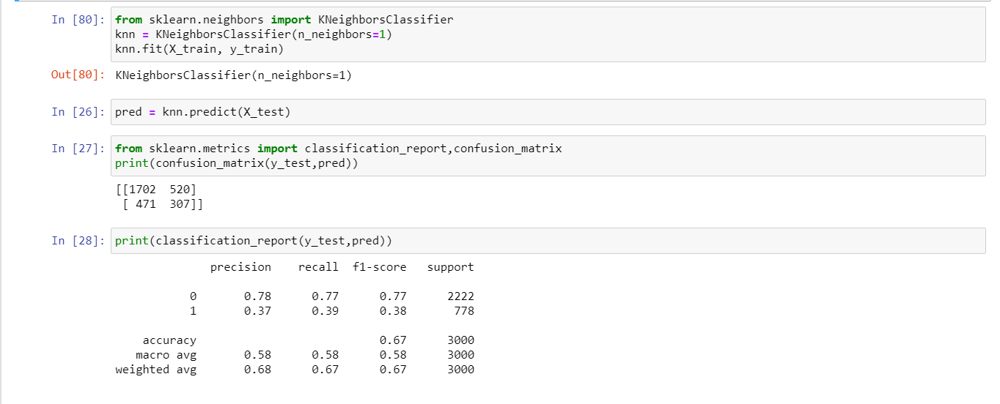 In [80]: from sklearn.neighbors import KNeighborsClassifier
knn = KNeighborsClassifier(n_neighbors=1)
knn.fit(X_train, y_train)
Out[80]: KNeighborsClassifier(n_neighbors=1)
In [26]: pred = knn.predict(X_test)
In [27]: from sklearn.metrics import classification_report,confusion_matrix
print(confusion_matrix(y_test,pred))
[[1702  520]
 [ 471  307]]
In [28]: print(classification_report(y_test,pred))
              precision    recall  f1-score   support
           0       0.78      0.77      0.77      2222
           1       0.37      0.39      0.38       778
    accuracy                           0.67      3000
   macro avg       0.58      0.58      0.58      3000
weighted avg       0.68      0.67      0.67      3000